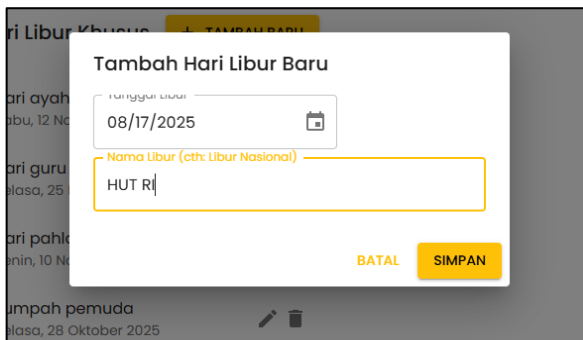 ri Libur Khusus + TAMBAH BARU
Tambah Hari Libur Baru
ari ayah
Tanggal Libur
abu, 12 No
08/17/2025
ari guru
Nama Libur (cth: Libur Nasional)
elasa, 25
HUT RI
ari pahla
enin, 10 No
BATAL SIMPAN
umpah pemuda
elasa, 28 Oktober 2025